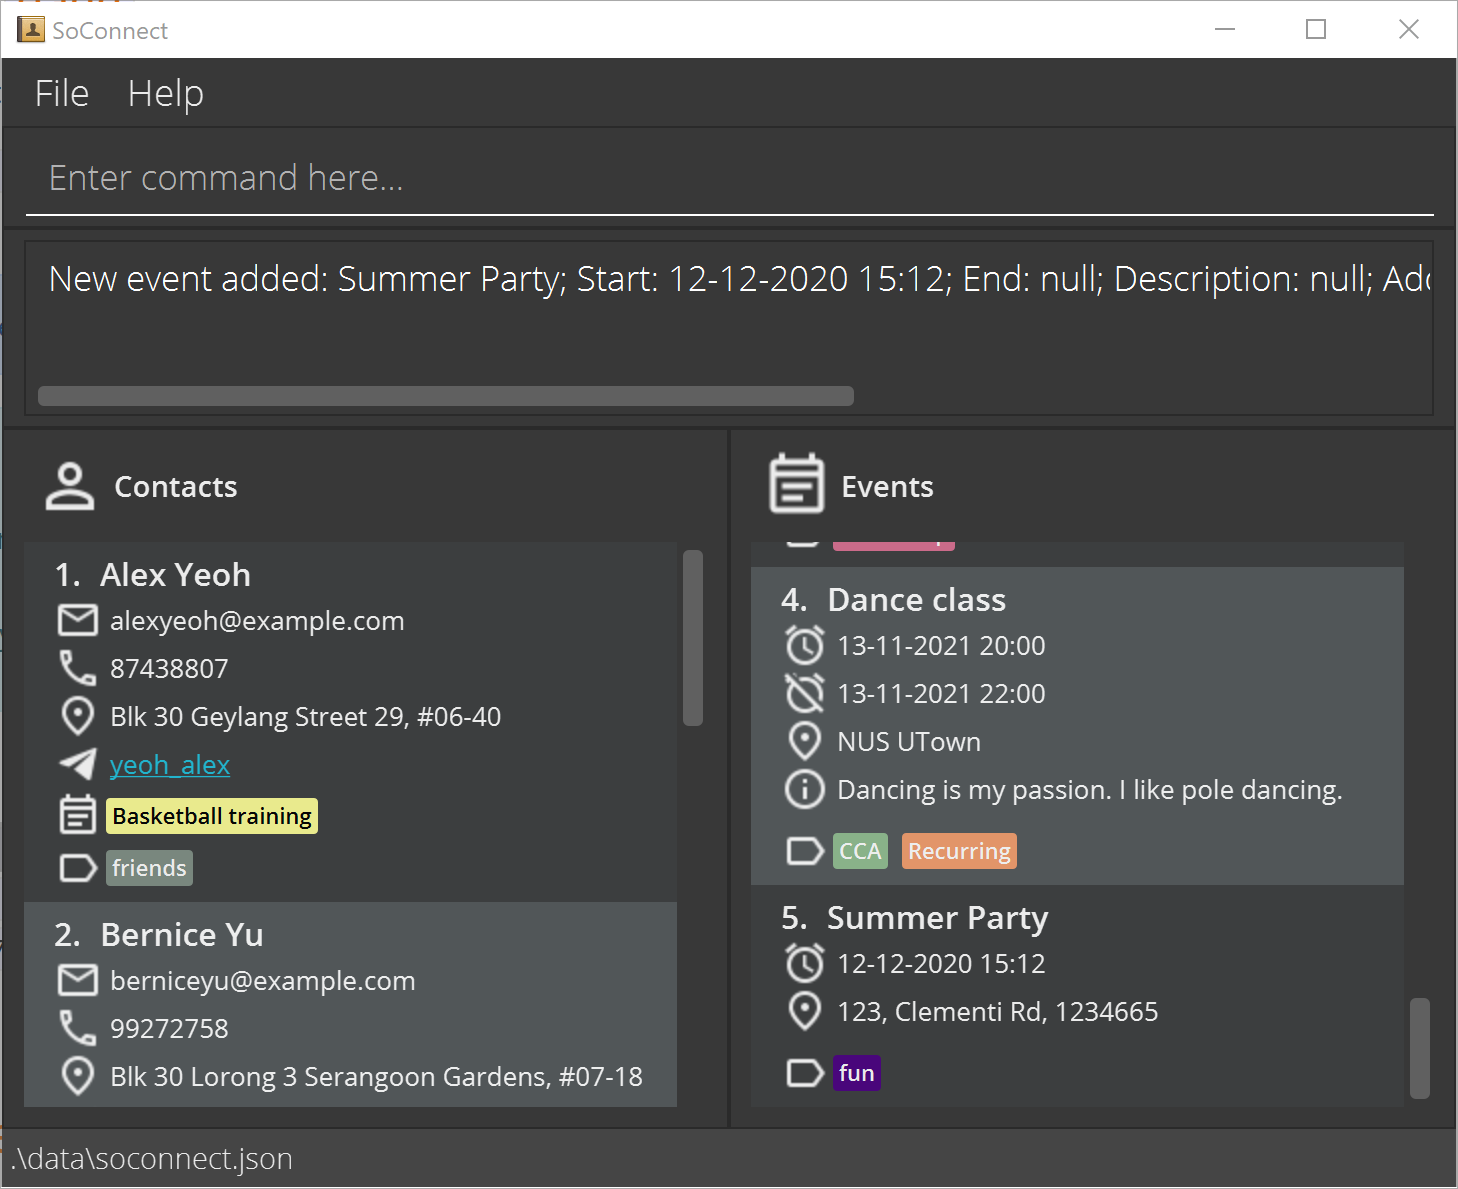 SoConnect
File Help
Enter command here...
New event added: Summer Party; Start: 12-12-2020 15:12; End: null; Description: null;
Contacts
1. Alex Yeoh
alexyeoh@example.com
87438807
Blk 30 Geylang Street 29, #06-40
yeoh_alex
Basketball training
friends
2. Bernice Yu
berniceyu@example.com
99272758
Blk 30 Lorong 3 Serangoon Gardens, #07-18
Events
4. Dance class
13-11-2021 20:00
13-11-2021 22:00
NUS UTown
Dancing is my passion. I like pole dancing.
CCA Recurring
5. Summer Party
12-12-2020 15:12
123, Clementi Rd, 1234665
fun
.\data\soconnect.json